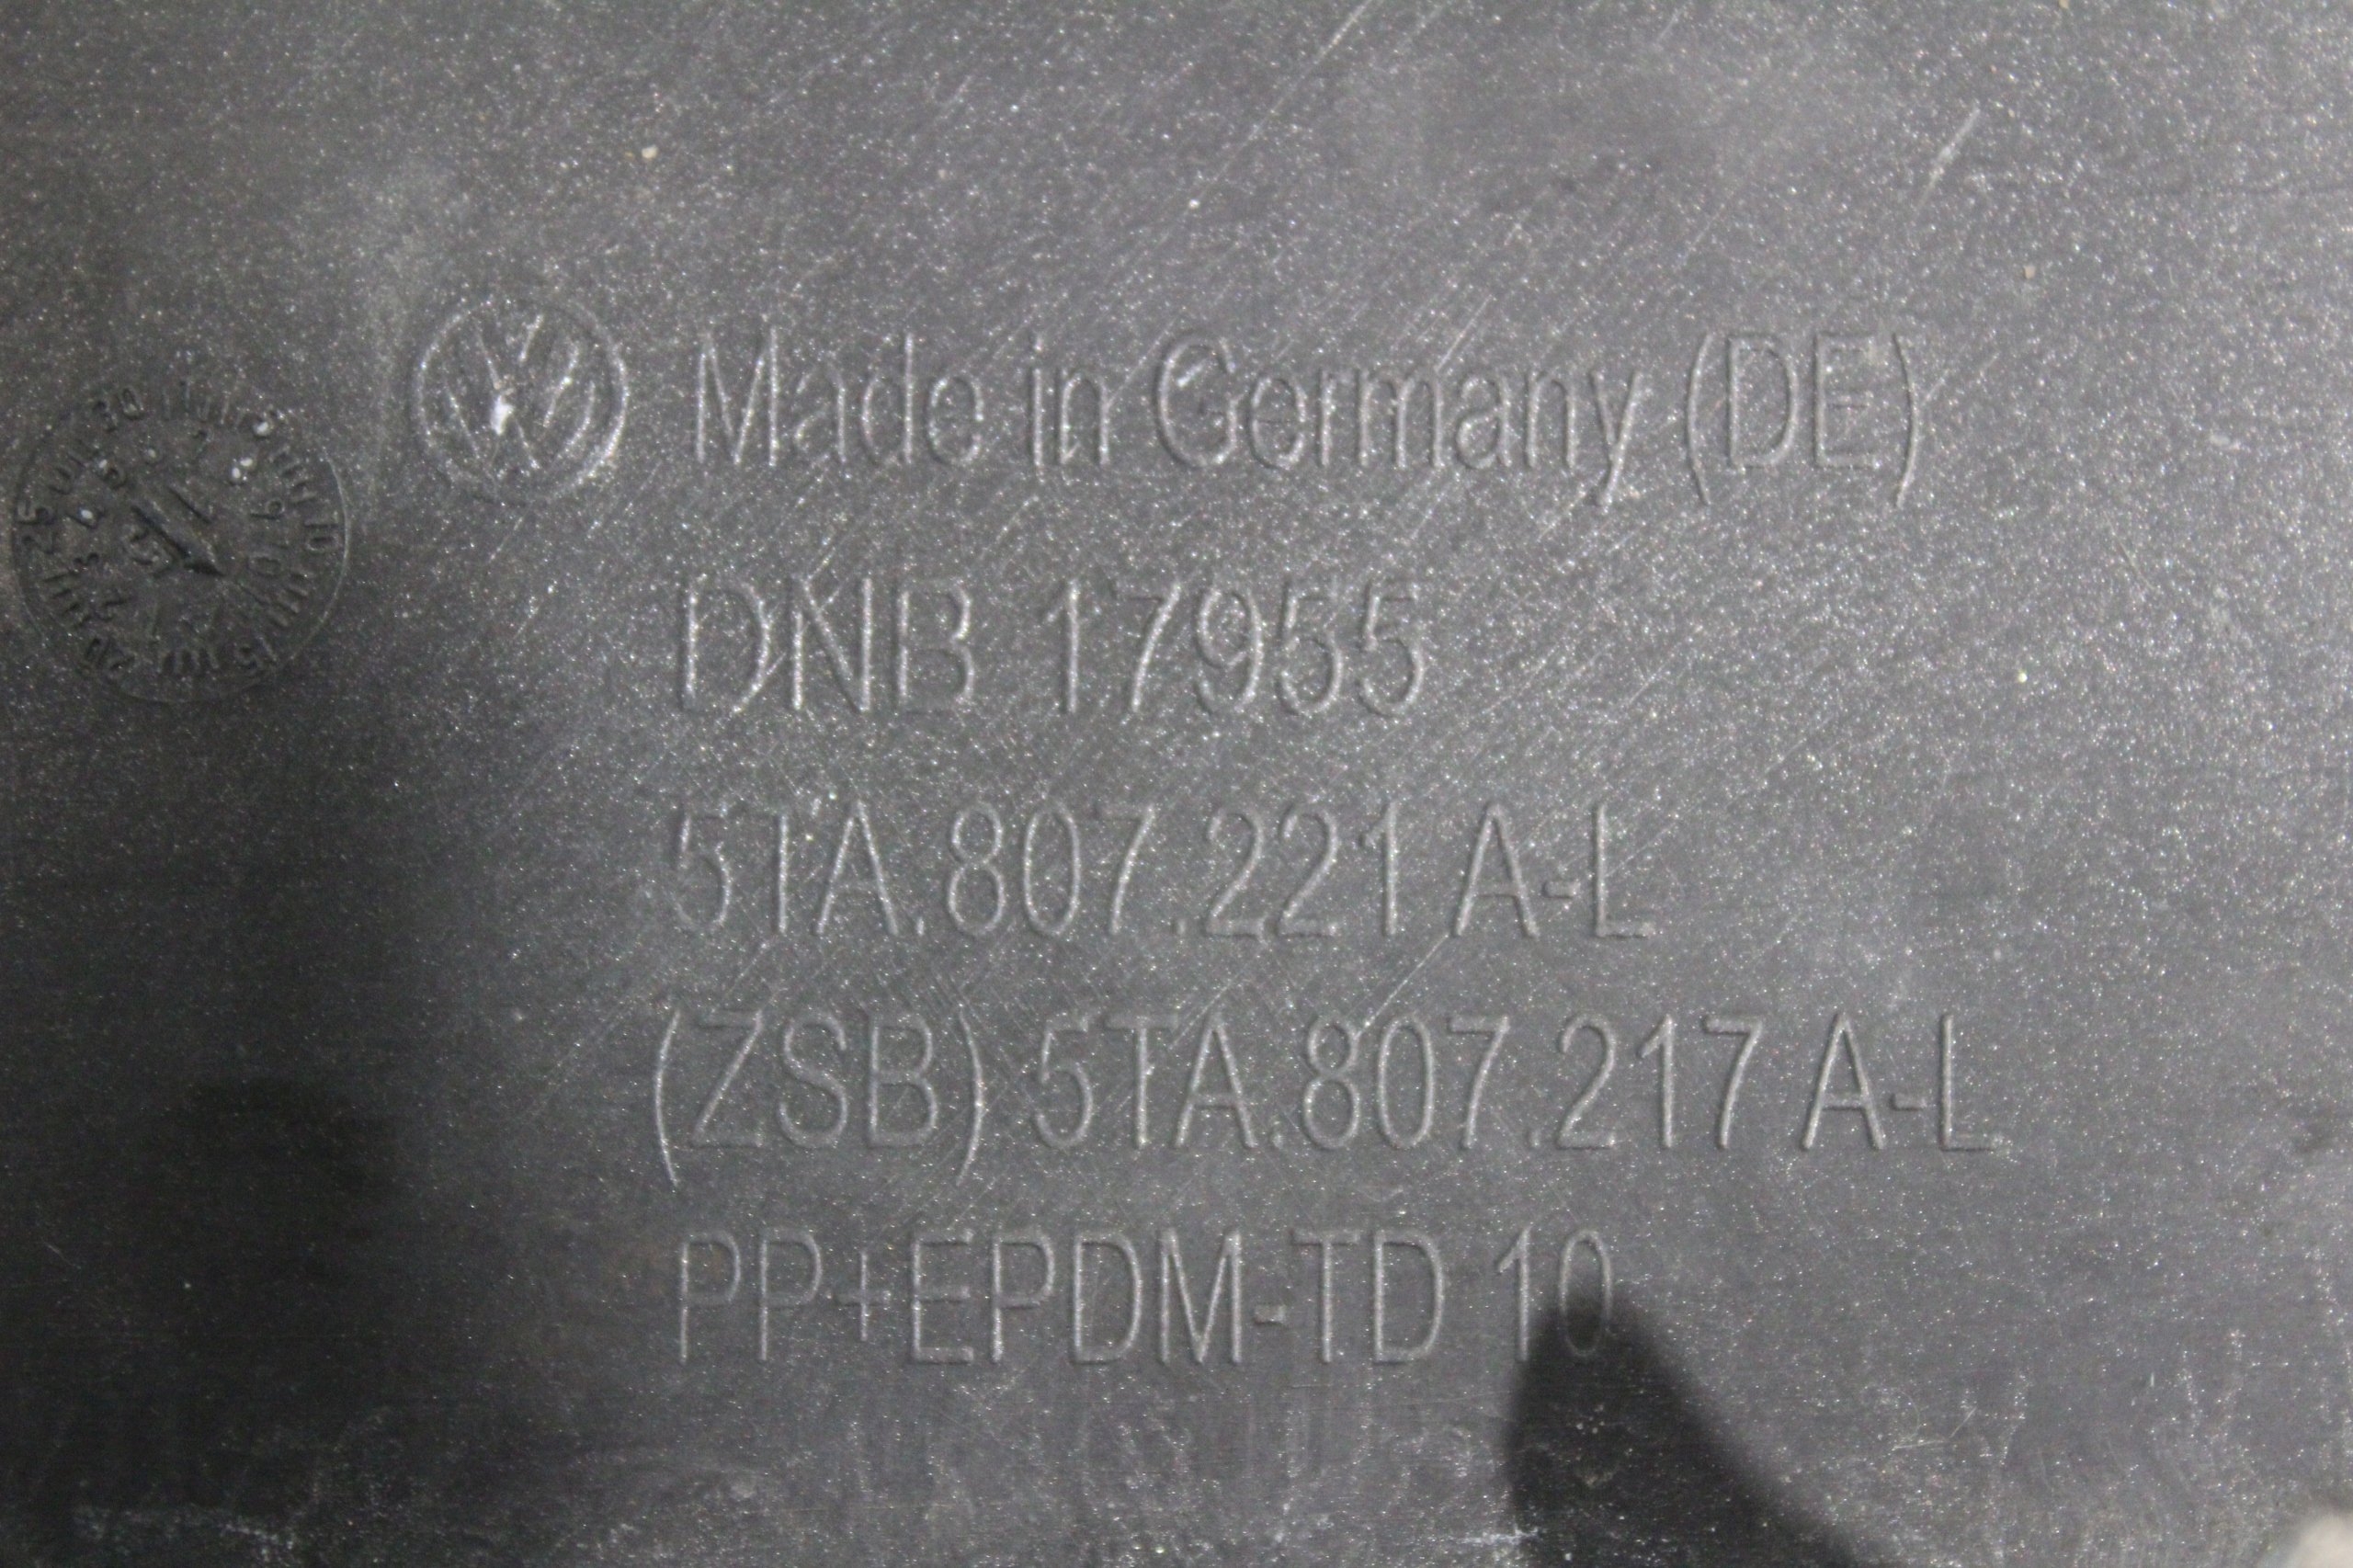 Made in Germany (DE)
DNB 17955
5TA.807.221 A-L
(ZSB) 5TA.807.217 A-L
PP+EPDM-TD 10